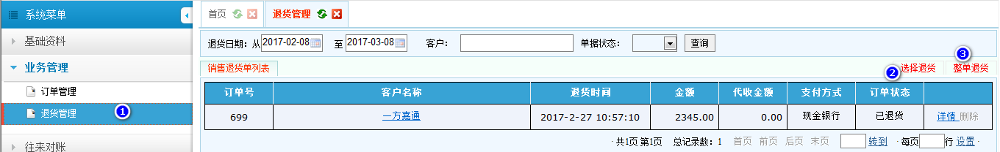 系统菜单
基础资料
业务管理
订单管理
退货管理 1
往来对账
首页 退货管理
退货日期：从 2017-02-08 至 2017-03-08 客户： 单据状态： 查询
销售退货单列表 2 选择退货 3 整单退货
订单号 客户名称 退货时间 金额 代收金额 支付方式 订单状态
699 一方嘉通 2017-2-27 10:57:10 2345.00 0.00 现金银行 已退货 详情 删除
· 共1页 第1页 总记录数：1 首页 前页 后页 末页 转到 · 每页 行 设置 ·